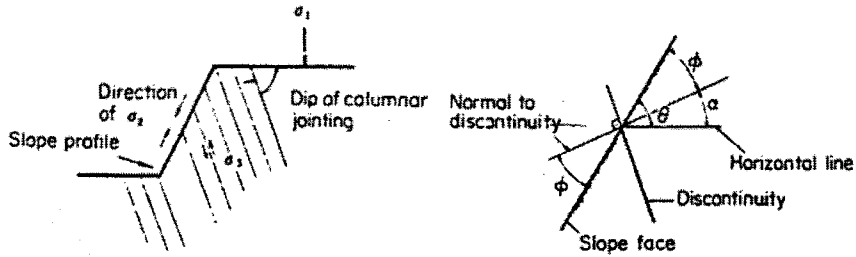 σ₁
Direction
of σ₂
Slope profile
Dip of columnar
jointing
σ₃
Normal to
discontinuity
ϕ
θ
α
Horizontal line
ϕ
Discontinuity
Slope face